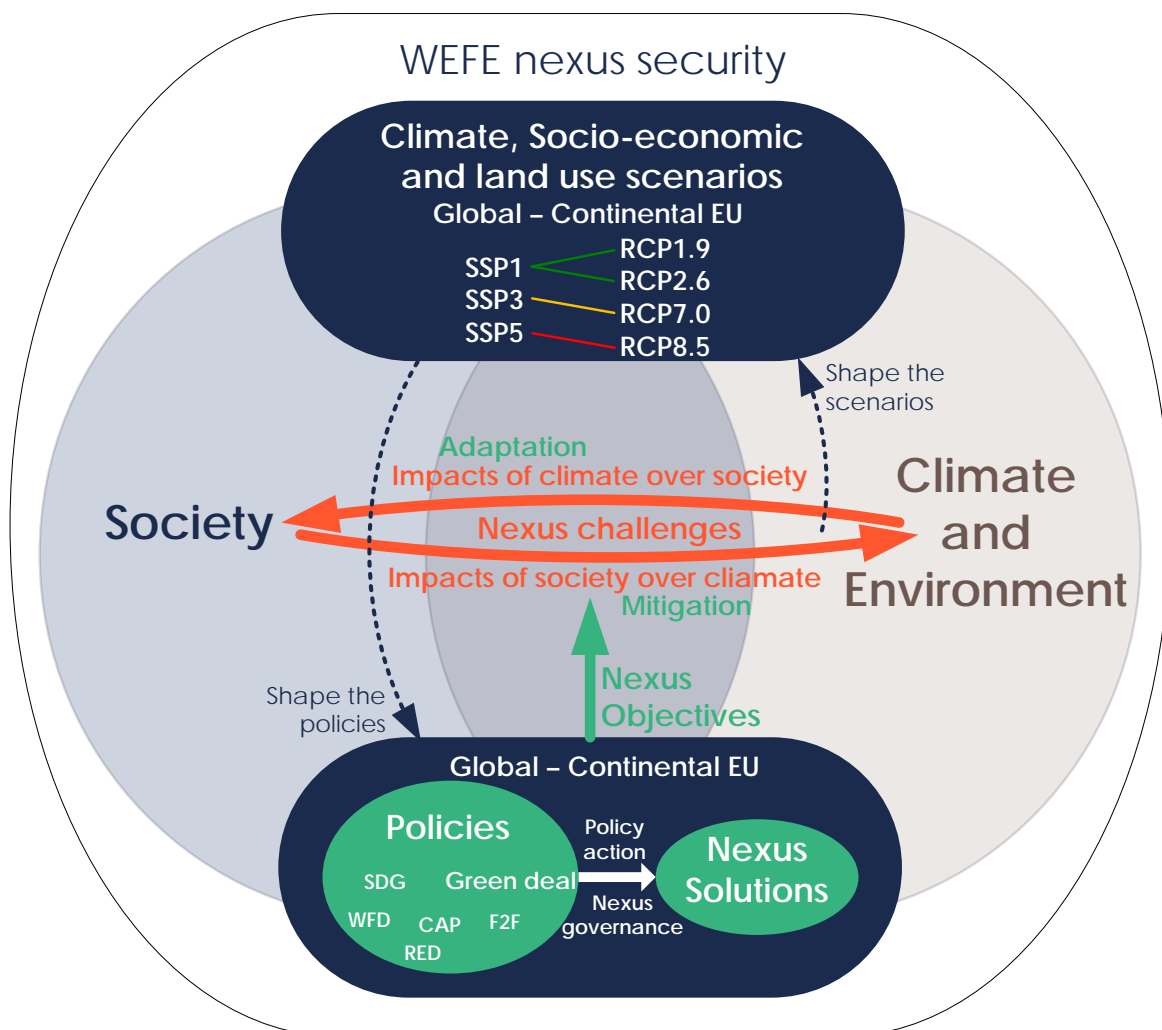 WEFE nexus security
Climate, Socio-economic
and land use scenarios
Global – Continental EU
SSP1
RCP1.9
RCP2.6
SSP3
RCP7.0
SSP5
RCP8.5
Shape the
scenarios
Adaptation
Impacts of climate over society
Society
Nexus challenges
Climate
and
Environment
Impacts of society over cliamate
Mitigation
Nexus
Objectives
Shape the
policies
Global – Continental EU
Policies
SDG
Green deal
WFD
CAP
F2F
RED
Policy
action
Nexus
governance
Nexus
Solutions